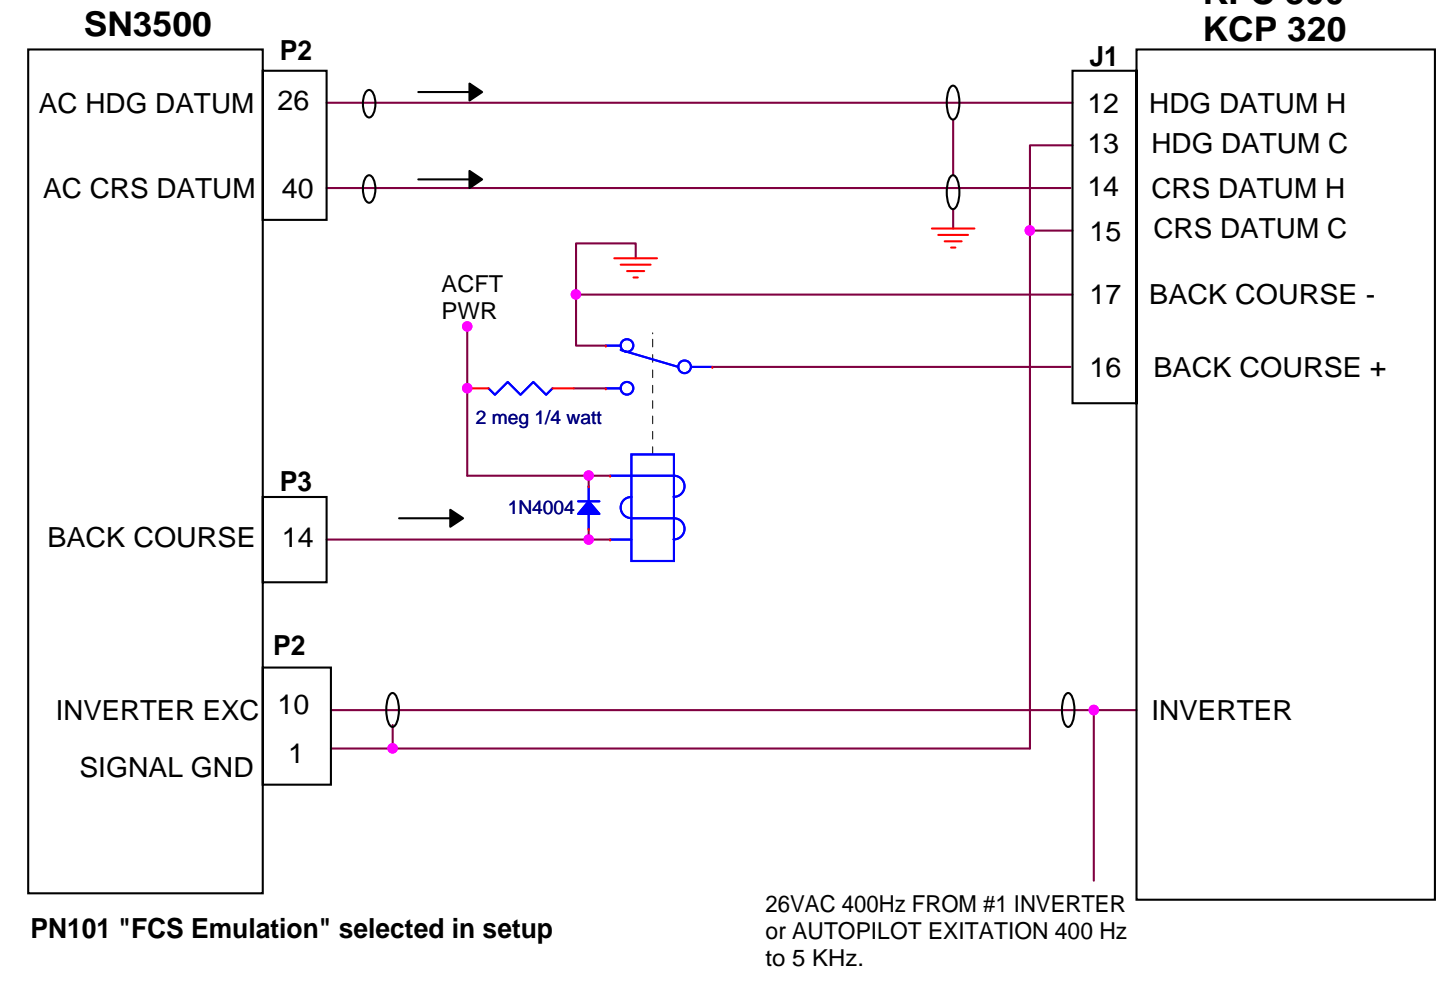 SN3500
KCP 320
P2
J1
AC HDG DATUM
26
12
HDG DATUM H
13
HDG DATUM C
AC CRS DATUM
40
14
CRS DATUM H
15
CRS DATUM C
ACFT
PWR
17
BACK COURSE -
16
BACK COURSE +
2 meg 1/4 watt
P3
1N4004
BACK COURSE
14
P2
INVERTER EXC
10
INVERTER
1
SIGNAL GND
PN101 "FCS Emulation" selected in setup
26VAC 400Hz FROM #1 INVERTER
or AUTOPILOT EXITATION 400 Hz
to 5 KHz.